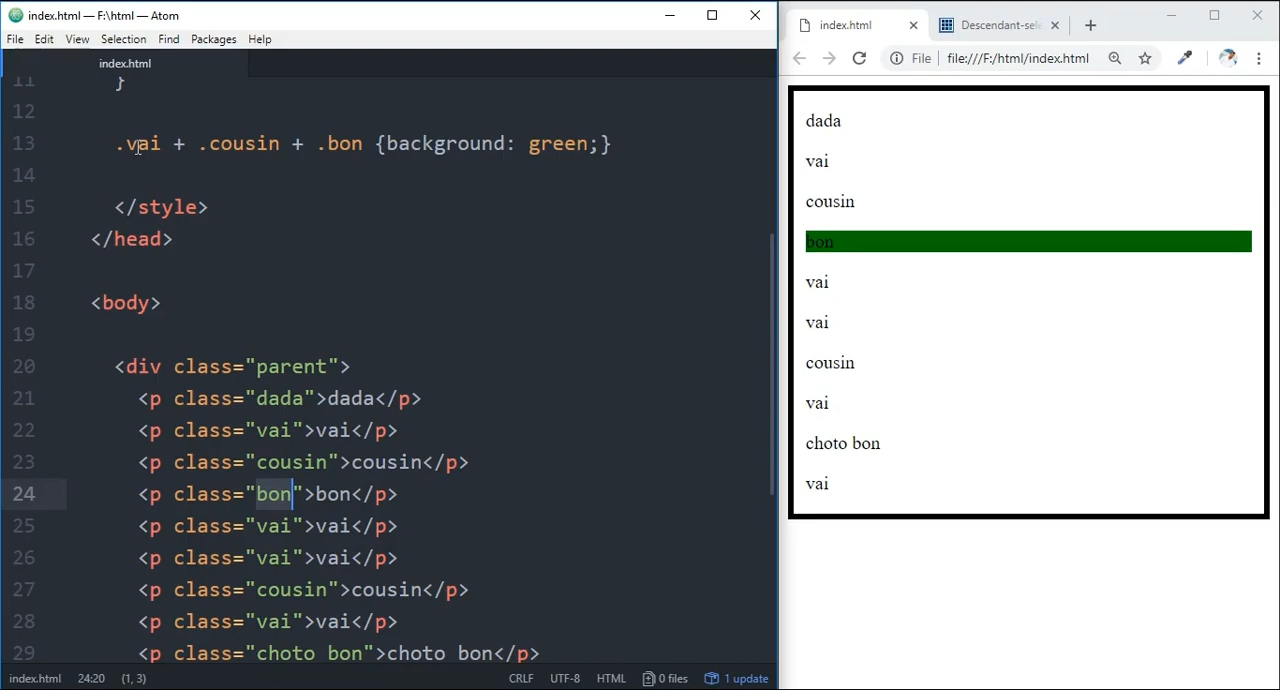 index.html — F:\html — Atom
File Edit View Selection Find Packages Help
index.html
11 }
12
13 .vai + .cousin + .bon {background: green;}
14
15 </style>
16 </head>
17
18 <body>
19
20 <div class="parent">
21 <p class="dada">dada</p>
22 <p class="vai">vai</p>
23 <p class="cousin">cousin</p>
24 <p class="bon">bon</p>
25 <p class="vai">vai</p>
26 <p class="vai">vai</p>
27 <p class="cousin">cousin</p>
28 <p class="vai">vai</p>
29 <p class="choto bon">choto bon</p>
index.html 24:20 (1, 3) CRLF UTF-8 HTML 0 files 1 update
index.html Descendant-sele
File file:///F:/html/index.html
dada
vai
cousin
bon
vai
vai
cousin
vai
choto bon
vai